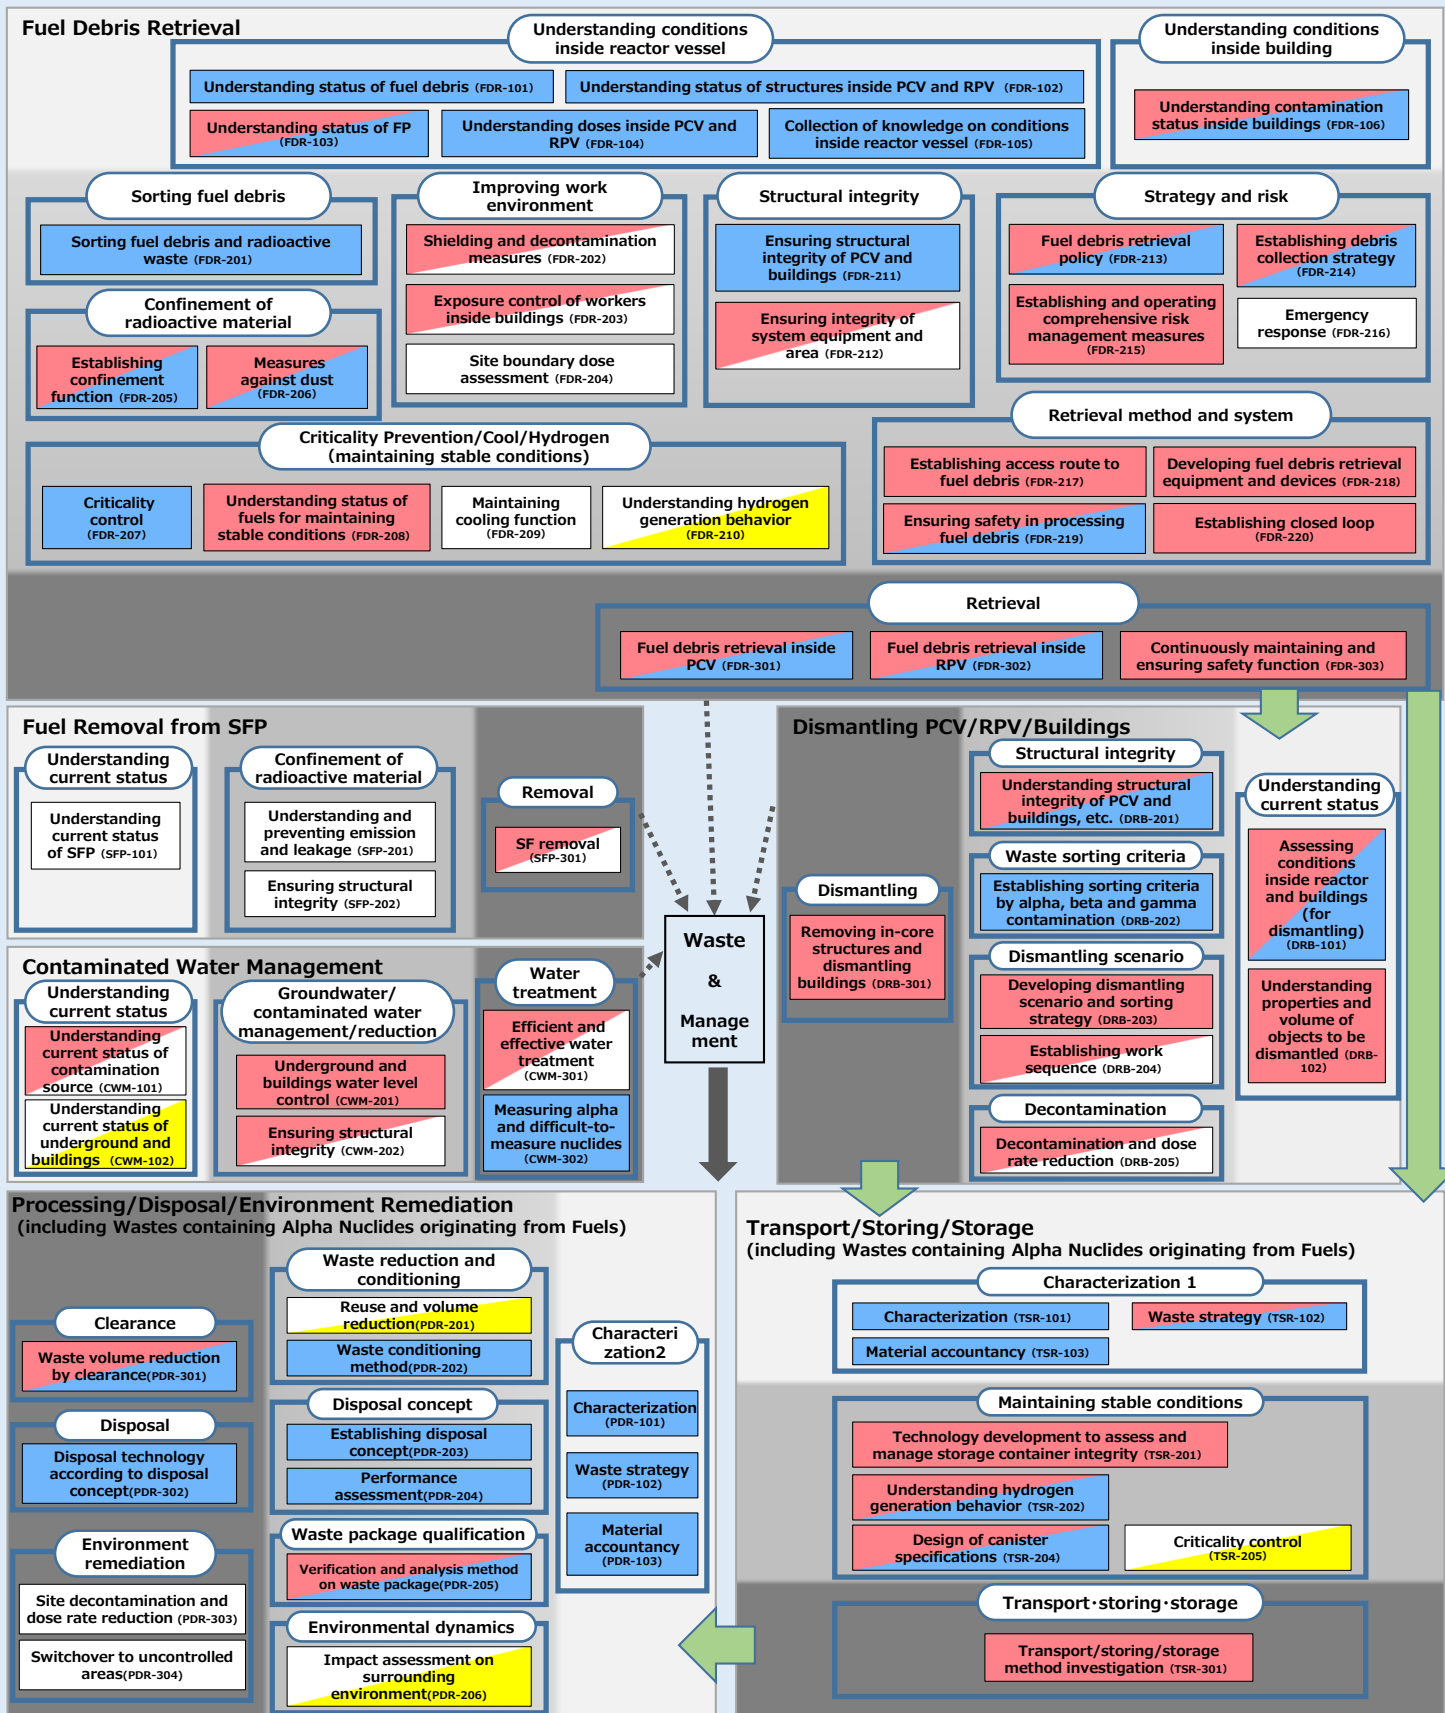 Fuel Debris Retrieval
Understanding conditions
inside reactor vessel
Understanding status of fuel debris (FDR-101)
Understanding status of structures inside PCV and RPV (FDR-102)
Understanding status of FP
(FDR-103)
Understanding doses inside PCV and
RPV (FDR-104)
Collection of knowledge on conditions
inside reactor vessel (FDR-105)
Understanding conditions
inside building
Understanding contamination
status inside buildings (FDR-106)
Sorting fuel debris
Sorting fuel debris and radioactive
waste (FDR-201)
Confinement of
radioactive material
Establishing
confinement
function (FDR-205)
Measures
against dust
(FDR-206)
Improving work
environment
Shielding and decontamination
measures (FDR-202)
Exposure control of workers
inside buildings (FDR-203)
Site boundary dose
assessment (FDR-204)
Structural integrity
Ensuring structural
integrity of PCV and
buildings (FDR-211)
Ensuring integrity of
system equipment and
area (FDR-212)
Strategy and risk
Fuel debris retrieval
policy (FDR-213)
Establishing debris
collection strategy
(FDR-214)
Establishing and operating
comprehensive risk
management measures
(FDR-215)
Emergency
response (FDR-216)
Criticality Prevention/Cool/Hydrogen
(maintaining stable conditions)
Criticality
control
(FDR-207)
Understanding status of
fuels for maintaining
stable conditions (FDR-208)
Maintaining
cooling function
(FDR-209)
Understanding hydrogen
generation behavior
(FDR-210)
Retrieval method and system
Establishing access route to
fuel debris (FDR-217)
Developing fuel debris retrieval
equipment and devices (FDR-218)
Ensuring safety in processing
fuel debris (FDR-219)
Establishing closed loop
(FDR-220)
Retrieval
Fuel debris retrieval inside
PCV (FDR-301)
Fuel debris retrieval inside
RPV (FDR-302)
Continuously maintaining and
ensuring safety function (FDR-303)
Fuel Removal from SFP
Understanding
current status
Understanding
current status
of SFP (SFP-101)
Confinement of
radioactive material
Understanding and
preventing emission
and leakage (SFP-201)
Ensuring structural
integrity (SFP-202)
Removal
SF removal
(SFP-301)
Contaminated Water Management
Understanding
current status
Understanding
current status of
contamination
source (CWM-101)
Understanding
current status of
underground and
buildings (CWM-102)
Groundwater/
contaminated water
management/reduction
Underground and
buildings water level
control (CWM-201)
Ensuring structural
integrity (CWM-202)
Water
treatment
Efficient and
effective water
treatment
(CWM-301)
Measuring alpha
and difficult-to-
measure nuclides
(CWM-302)
Waste
&
Manage
ment
Dismantling PCV/RPV/Buildings
Dismantling
Removing in-core
structures and
dismantling
buildings (DRB-301)
Structural integrity
Understanding structural
integrity of PCV and
buildings, etc. (DRB-201)
Waste sorting criteria
Establishing sorting criteria
by alpha, beta and gamma
contamination (DRB-202)
Dismantling scenario
Developing dismantling
scenario and sorting
strategy (DRB-203)
Establishing work
sequence (DRB-204)
Decontamination
Decontamination and dose
rate reduction (DRB-205)
Understanding
current status
Assessing
conditions
inside reactor
and buildings
(for
dismantling)
(DRB-101)
Understanding
properties and
volume of
objects to be
dismantled (DRB-
102)
Processing/Disposal/Environment Remediation
(including Wastes containing Alpha Nuclides originating from Fuels)
Clearance
Waste volume reduction
by clearance(PDR-301)
Disposal
Disposal technology
according to disposal
concept(PDR-302)
Environment
remediation
Site decontamination and
dose rate reduction (PDR-303)
Switchover to uncontrolled
areas(PDR-304)
Waste reduction and
conditioning
Reuse and volume
reduction(PDR-201)
Waste conditioning
method(PDR-202)
Disposal concept
Establishing disposal
concept(PDR-203)
Performance
assessment(PDR-204)
Waste package qualification
Verification and analysis method
on waste package(PDR-205)
Environmental dynamics
Impact assessment on
surrounding
environment(PDR-206)
Characteri
zation2
Characterization
(PDR-101)
Waste strategy
(PDR-102)
Material
accountancy
(PDR-103)
Transport/Storing/Storage
(including Wastes containing Alpha Nuclides originating from Fuels)
Characterization 1
Characterization (TSR-101)
Waste strategy (TSR-102)
Material accountancy (TSR-103)
Maintaining stable conditions
Technology development to assess and
manage storage container integrity (TSR-201)
Understanding hydrogen
generation behavior (TSR-202)
Design of canister
specifications (TSR-204)
Criticality control
(TSR-205)
Transport･storing･storage
Transport/storing/storage
method investigation (TSR-301)